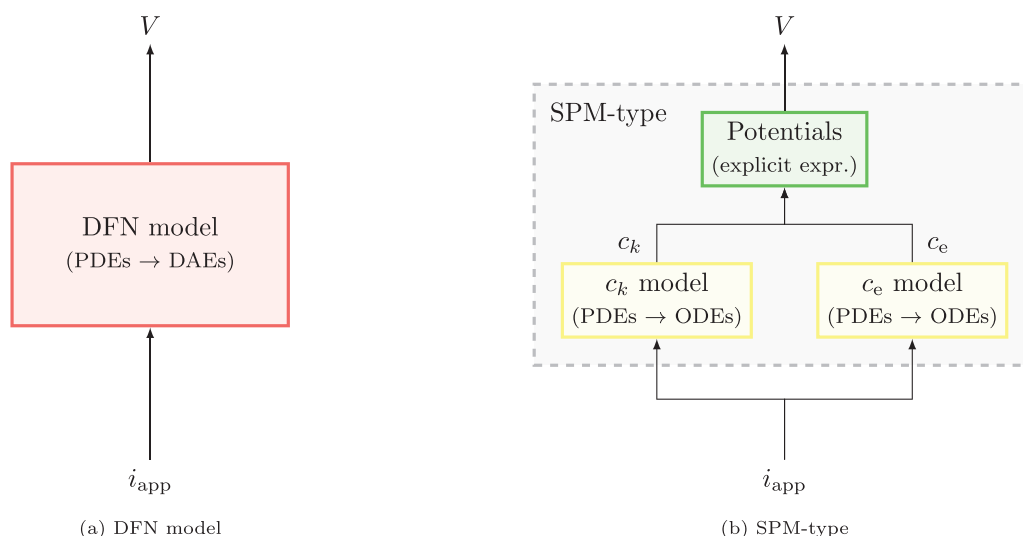 V
DFN model
(PDEs → DAEs)
i_app
(a) DFN model
V
SPM-type
Potentials
(explicit expr.)
c_k
c_e
c_k model
(PDEs → ODEs)
c_e model
(PDEs → ODEs)
i_app
(b) SPM-type